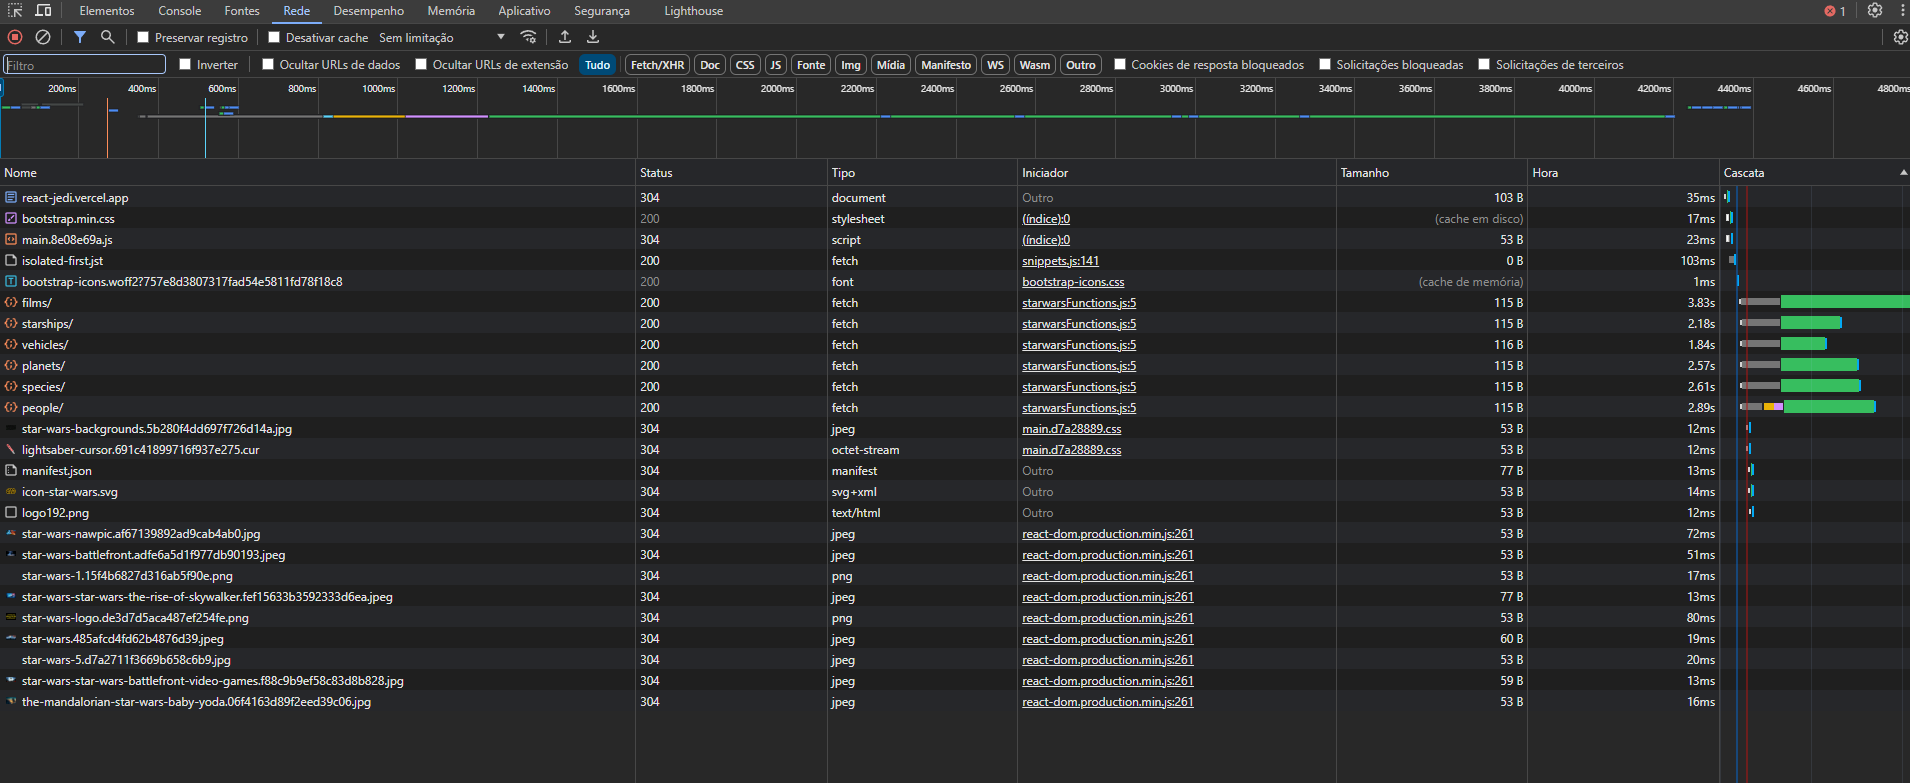 Elementos Console Fontes Rede Desempenho Memória Aplicativo Segurança Lighthouse 1
Preservar registro Desativar cache Sem limitação
Filtro Inverter Ocultar URLs de dados Ocultar URLs de extensão Tudo Fetch/XHR Doc CSS JS Fonte Img Mídia Manifesto WS Wasm Outro Cookies de resposta bloqueados Solicitações bloqueadas Solicitações de terceiros
200ms 400ms 600ms 800ms 1000ms 1200ms 1400ms 1600ms 1800ms 2000ms 2200ms 2400ms 2600ms 2800ms 3000ms 3200ms 3400ms 3600ms 3800ms 4000ms 4200ms 4400ms 4600ms 4800ms
Nome Status Tipo Iniciador Tamanho Hora Cascata
react-jedi.vercel.app 304 document Outro 103 B 35ms
bootstrap.min.css 200 stylesheet (índice):0 (cache em disco) 17ms
main.8e08e69a.js 304 script (índice):0 53 B 23ms
isolated-first.jst 200 fetch snippets.js:141 0 B 103ms
bootstrap-icons.woff2?757e8d3807317fad54e5811fd78f18c8 200 font bootstrap-icons.css (cache de memória) 1ms
films/ 200 fetch starwarsFunctions.js:5 115 B 3.83s
starships/ 200 fetch starwarsFunctions.js:5 115 B 2.18s
vehicles/ 200 fetch starwarsFunctions.js:5 116 B 1.84s
planets/ 200 fetch starwarsFunctions.js:5 115 B 2.57s
species/ 200 fetch starwarsFunctions.js:5 115 B 2.61s
people/ 200 fetch starwarsFunctions.js:5 115 B 2.89s
star-wars-backgrounds.5b280f4dd697f726d14a.jpg 304 jpeg main.d7a28889.css 53 B 12ms
lightsaber-cursor.691c41899716f937e275.cur 304 octet-stream main.d7a28889.css 53 B 12ms
manifest.json 304 manifest Outro 77 B 13ms
icon-star-wars.svg 304 svg+xml Outro 53 B 14ms
logo192.png 304 text/html Outro 53 B 12ms
star-wars-nawpic.af67139892ad9cab4ab0.jpg 304 jpeg react-dom.production.min.js:261 53 B 72ms
star-wars-battlefront.adfe6a5d1f977db90193.jpeg 304 jpeg react-dom.production.min.js:261 53 B 51ms
star-wars-1.15f4b6827d316ab5f90e.png 304 png react-dom.production.min.js:261 53 B 17ms
star-wars-star-wars-the-rise-of-skywalker.fef15633b3592333d6ea.jpeg 304 jpeg react-dom.production.min.js:261 77 B 13ms
star-wars-logo.de3d7d5aca487ef254fe.png 304 png react-dom.production.min.js:261 53 B 80ms
star-wars.485afcd4fd62b4876d39.jpeg 304 jpeg react-dom.production.min.js:261 60 B 19ms
star-wars-5.d7a2711f3669b658c6b9.jpg 304 jpeg react-dom.production.min.js:261 53 B 20ms
star-wars-star-wars-battlefront-video-games.f88c9b9ef58c83d8b828.jpg 304 jpeg react-dom.production.min.js:261 59 B 13ms
the-mandalorian-star-wars-baby-yoda.06f4163d89f2eed39c06.jpg 304 jpeg react-dom.production.min.js:261 53 B 16ms